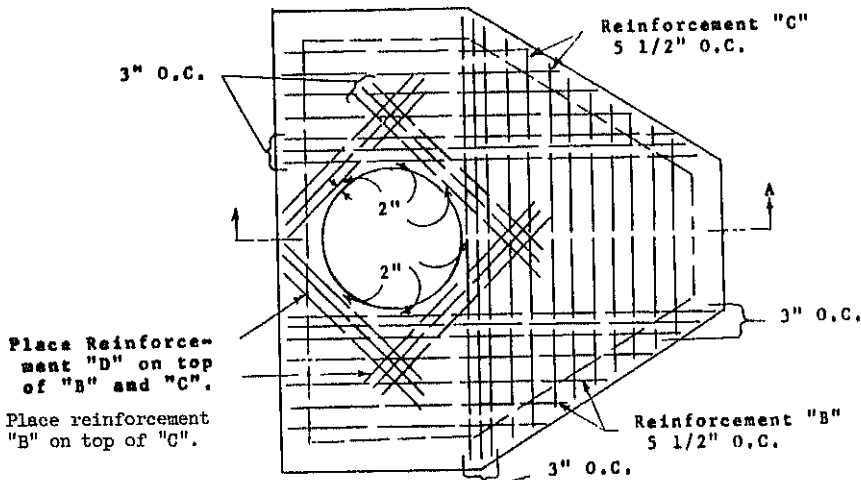 Reinforcement "C"
5 1/2" O.C.
3" O.C.
2"
A
2"
3" O.C.
Place Reinforce-
ment "D" on top
of "B" and "C".
Place reinforcement
"B" on top of "C".
Reinforcement "B"
5 1/2" O.C.
3" O.C.